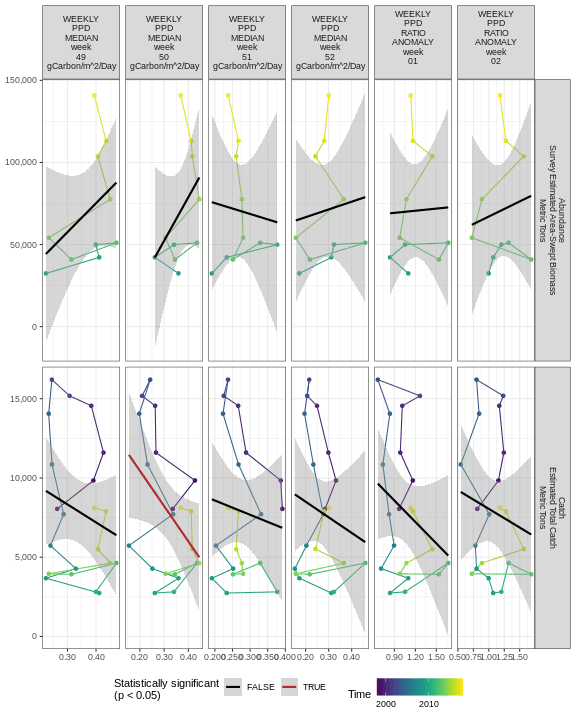 WEEKLY
PPD
MEDIAN
week
49
gCarbon/m^2/Day
WEEKLY
PPD
MEDIAN
week
50
gCarbon/m^2/Day
WEEKLY
PPD
MEDIAN
week
51
gCarbon/m^2/Day
WEEKLY
PPD
MEDIAN
week
52
gCarbon/m^2/Day
WEEKLY
PPD
RATIO
ANOMALY
week
01
WEEKLY
PPD
RATIO
ANOMALY
week
02
150,000
100,000
50,000
0
Abundance
Survey Estimated Area-Swept Biomass
Metric Tons
15,000
10,000
5,000
0
Catch
Estimated Total Catch
Metric Tons
0.30 0.40
0.20 0.30 0.40
0.200 0.250 0.300 0.350 0.400
0.20 0.30 0.40
0.90 1.20 1.50
0.50 0.75 1.00 1.25 1.50
Statistically significant
(p < 0.05)
FALSE
TRUE
Time
2000 2010